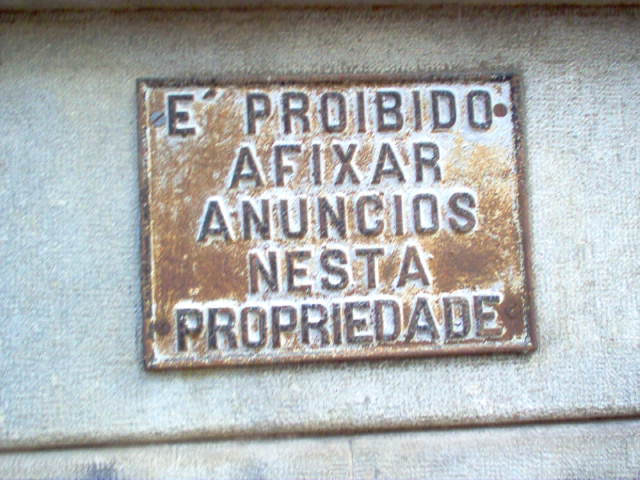 E´ PROIBIDO
AFIXAR
ANUNCIOS
NESTA
PROPRIEDADE